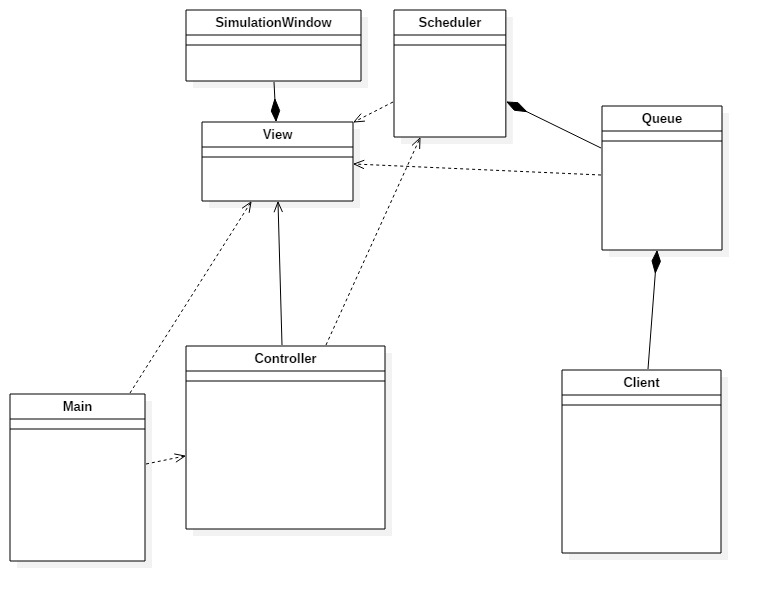 SimulationWindow
Scheduler
Queue
View
Controller
Client
Main